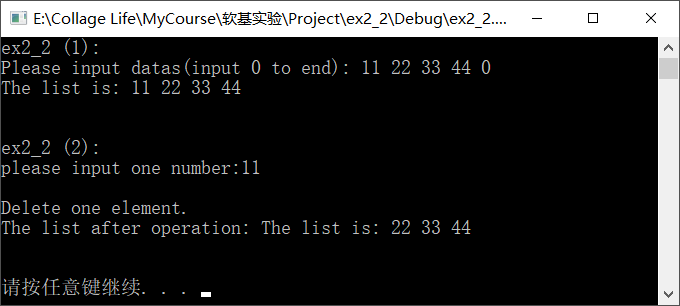 E:\Collage Life\MyCourse\软基实验\Project\ex2_2\Debug\ex2_2....
ex2_2 (1):
Please input datas(input 0 to end): 11 22 33 44 0
The list is: 11 22 33 44
ex2_2 (2):
please input one number:11
Delete one element.
The list after operation: The list is: 22 33 44
请按任意键继续. . .